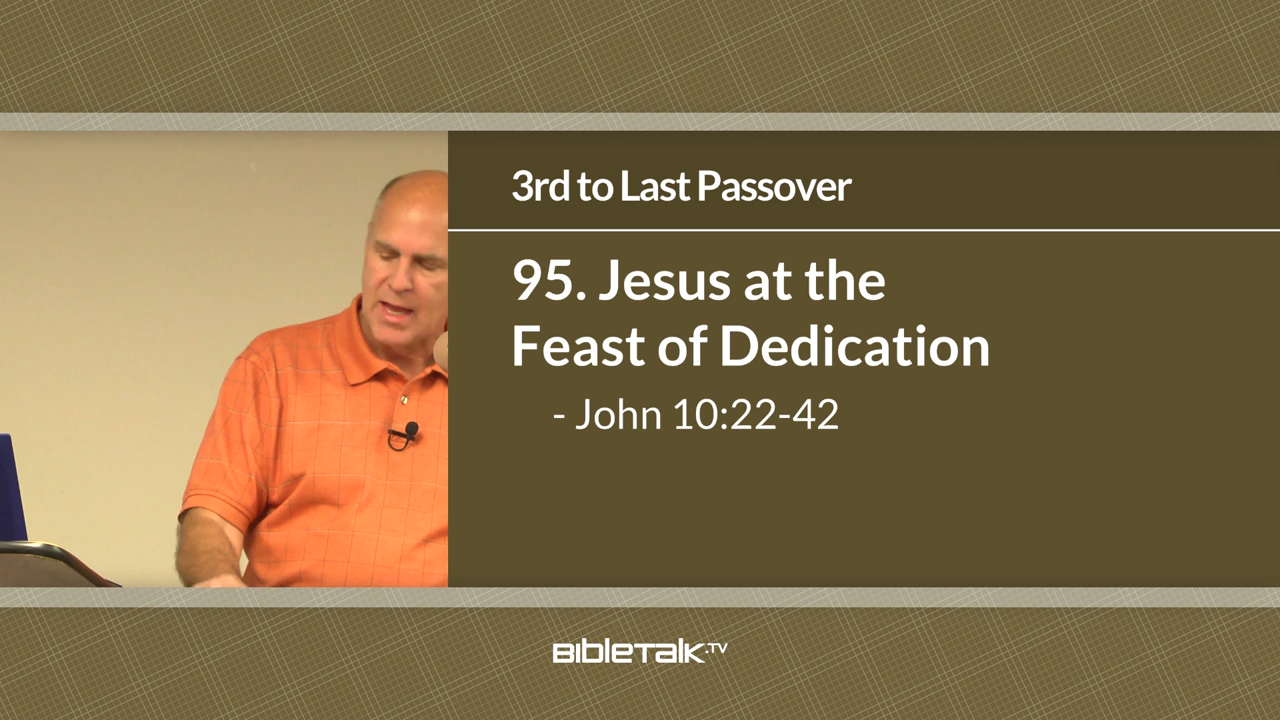 3rd to Last Passover
95. Jesus at the
Feast of Dedication
- John 10:22-42
BIBLETALK.TV